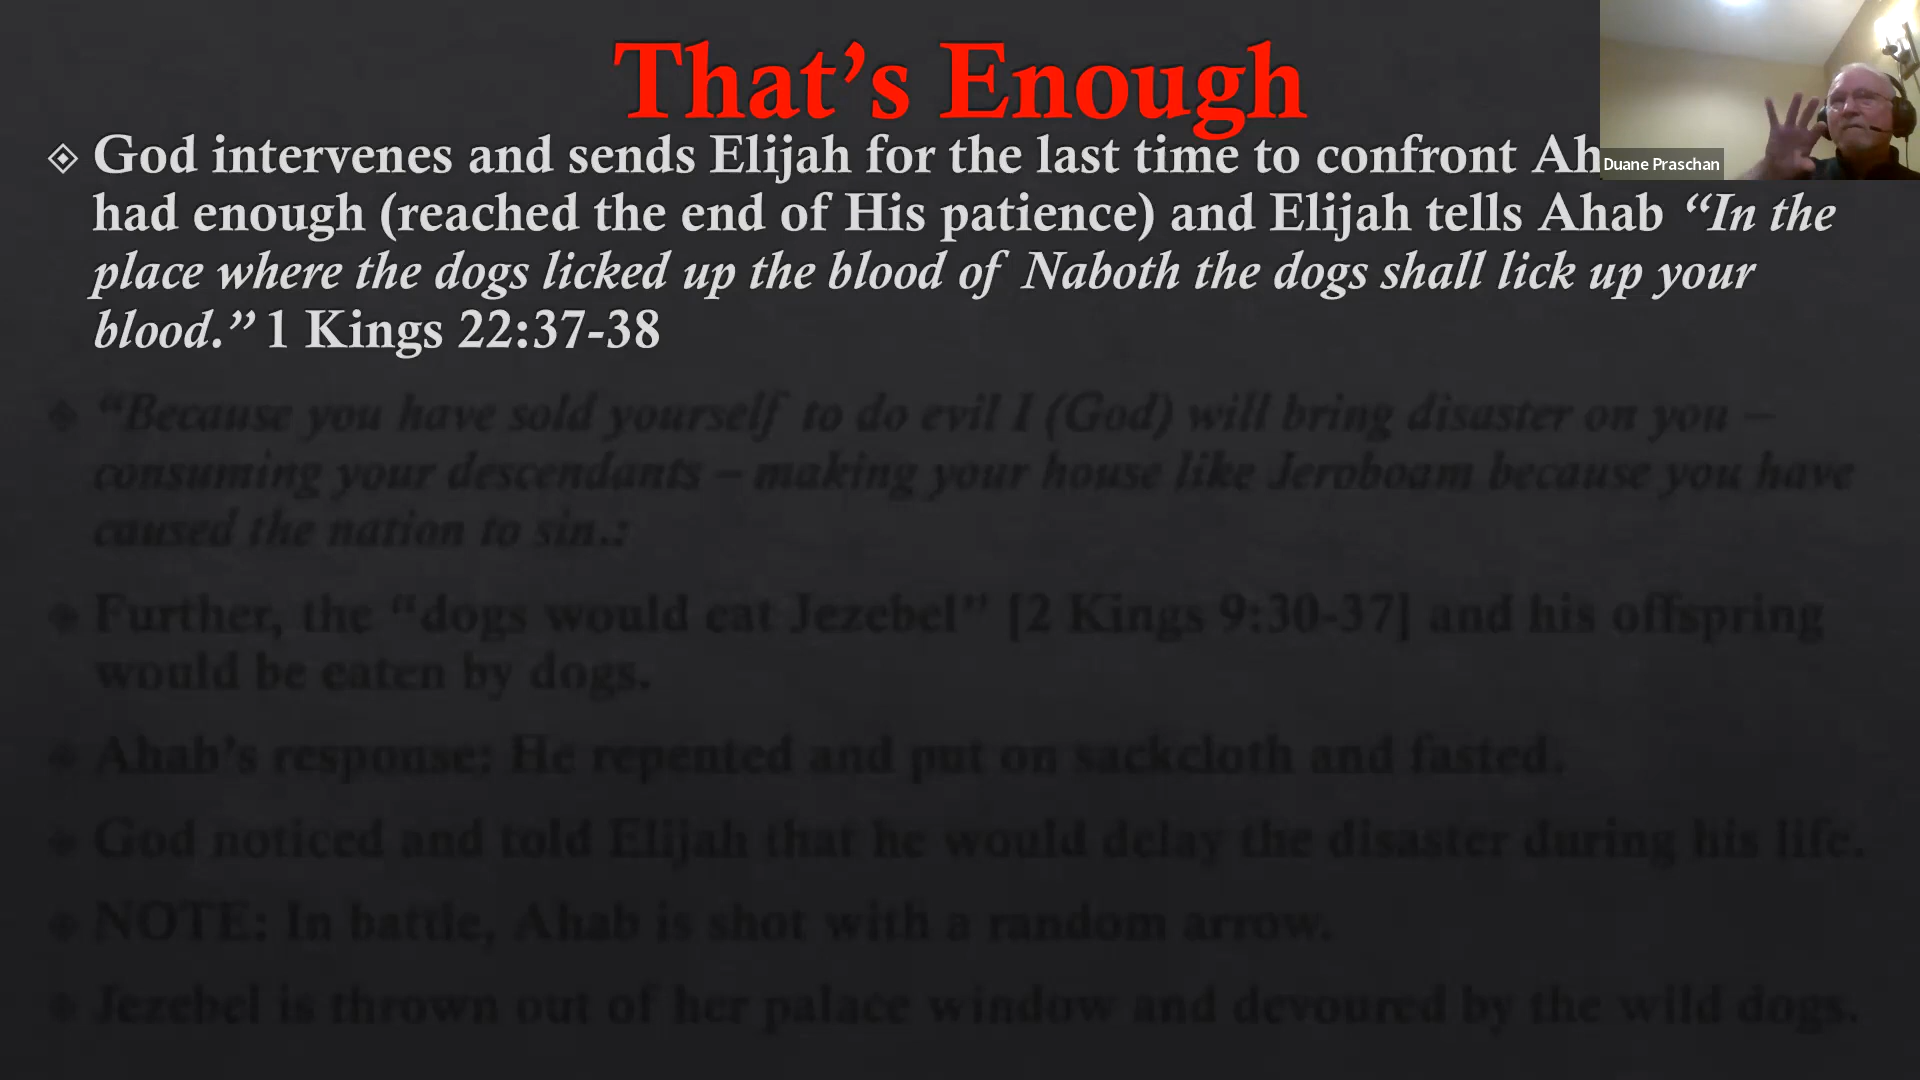 That’s Enough
God intervenes and sends Elijah for the last time to confront Ah
Duane Praschan
had enough (reached the end of His patience) and Elijah tells Ahab “In the
place where the dogs licked up the blood of Naboth the dogs shall lick up your
blood.” 1 Kings 22:37-38
“Because you have sold yourself to do evil I (God) will bring disaster on you –
consuming your descendants – making your house like Jeroboam because you have
caused the nation to sin.:
Further, the “dogs would eat Jezebel” [2 Kings 9:30-37] and his offspring
would be eaten by dogs.
Ahab’s response: He repented and put on sackcloth and fasted.
God noticed and told Elijah that he would delay the disaster during his life.
NOTE: In battle, Ahab is shot with a random arrow.
Jezebel is thrown out of her palace window and devoured by the wild dogs.